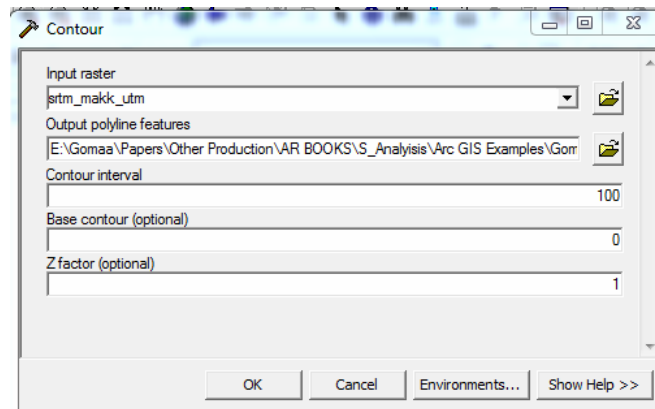 Contour
Input raster
srtm_makk_utm
Output polyline features
E:\Gomaa\Papers\Other Production\AR BOOKS\S_Analyisis\Arc GIS Examples\Gom
Contour interval
100
Base contour (optional)
0
Z factor (optional)
1
OK Cancel Environments... Show Help >>